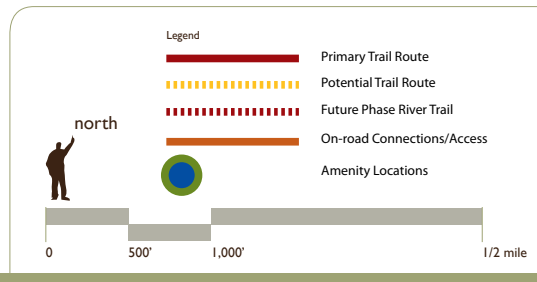 Legend
Primary Trail Route
Potential Trail Route
Future Phase River Trail
north
On-road Connections/Access
Amenity Locations
0 500' 1,000' 1/2 mile